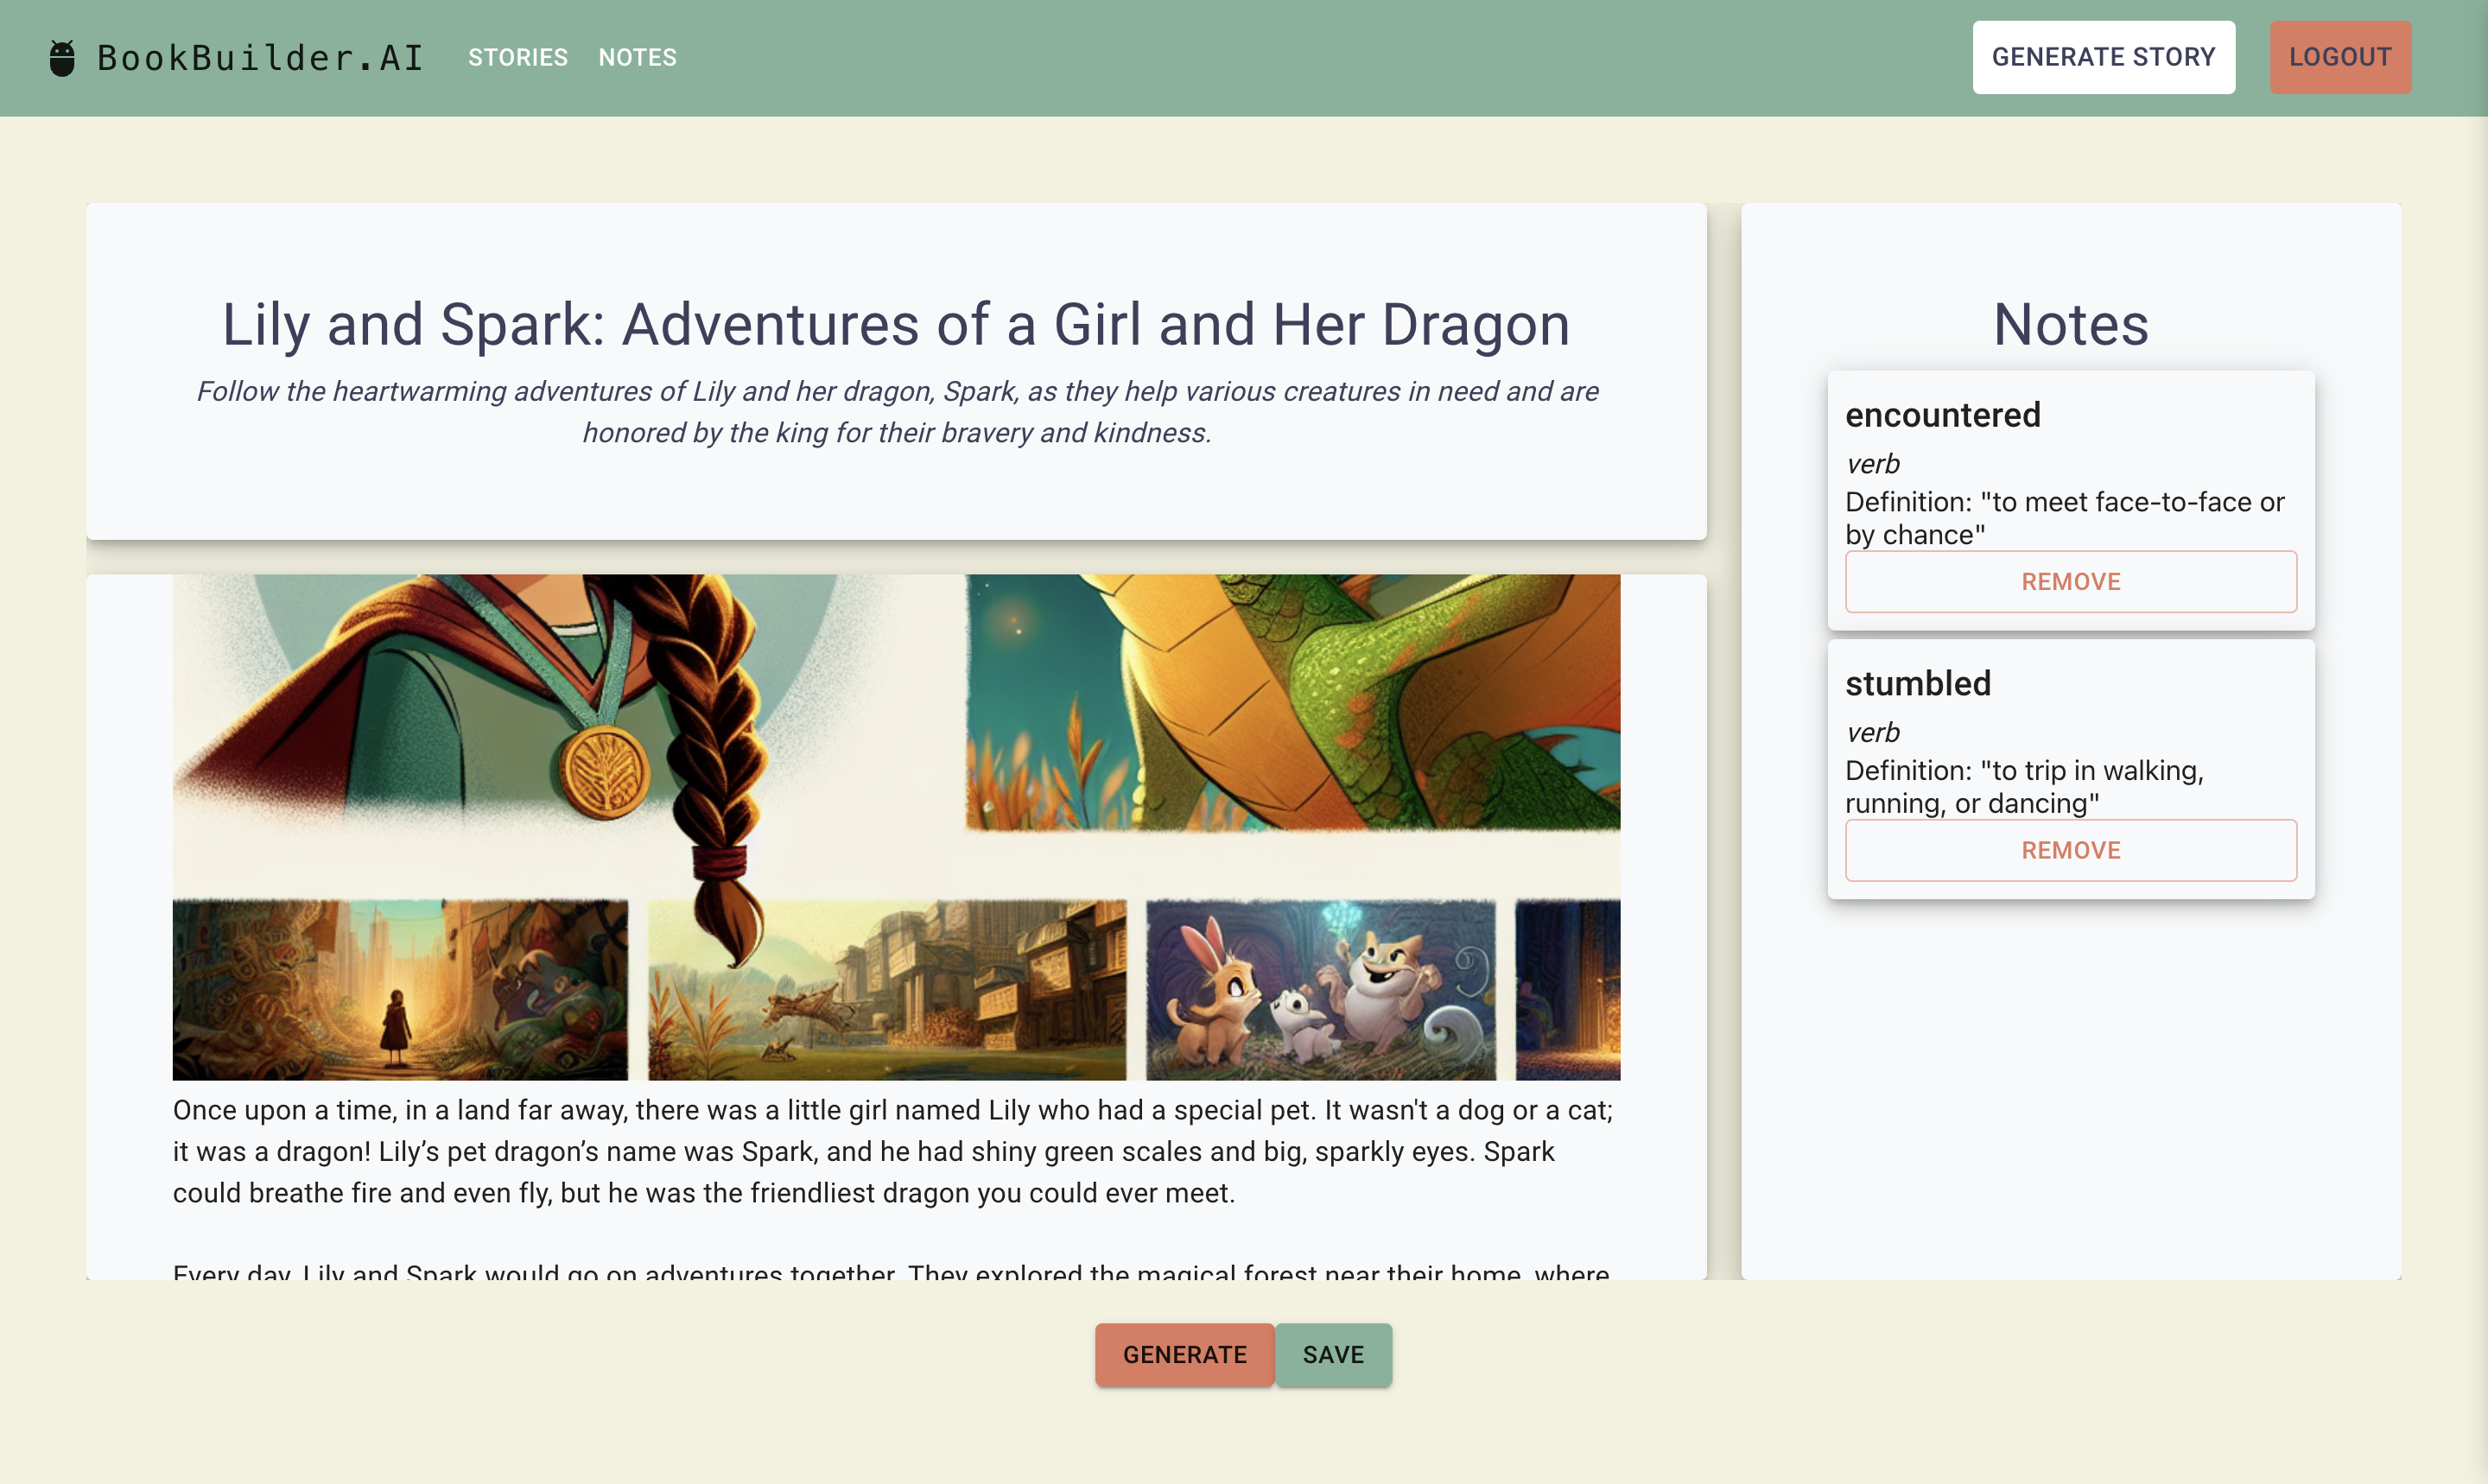 BookBuilder.AI STORIES NOTES GENERATE STORY LOGOUT
Lily and Spark: Adventures of a Girl and Her Dragon
Follow the heartwarming adventures of Lily and her dragon, Spark, as they help various creatures in need and are
honored by the king for their bravery and kindness.
Once upon a time, in a land far away, there was a little girl named Lily who had a special pet. It wasn't a dog or a cat;
it was a dragon! Lily’s pet dragon’s name was Spark, and he had shiny green scales and big, sparkly eyes. Spark
could breathe fire and even fly, but he was the friendliest dragon you could ever meet.
Every day, Lily and Spark would go on adventures together. They explored the magical forest near their home, where
Notes
encountered
verb
Definition: "to meet face-to-face or
by chance"
REMOVE
stumbled
verb
Definition: "to trip in walking,
running, or dancing"
REMOVE
GENERATE SAVE